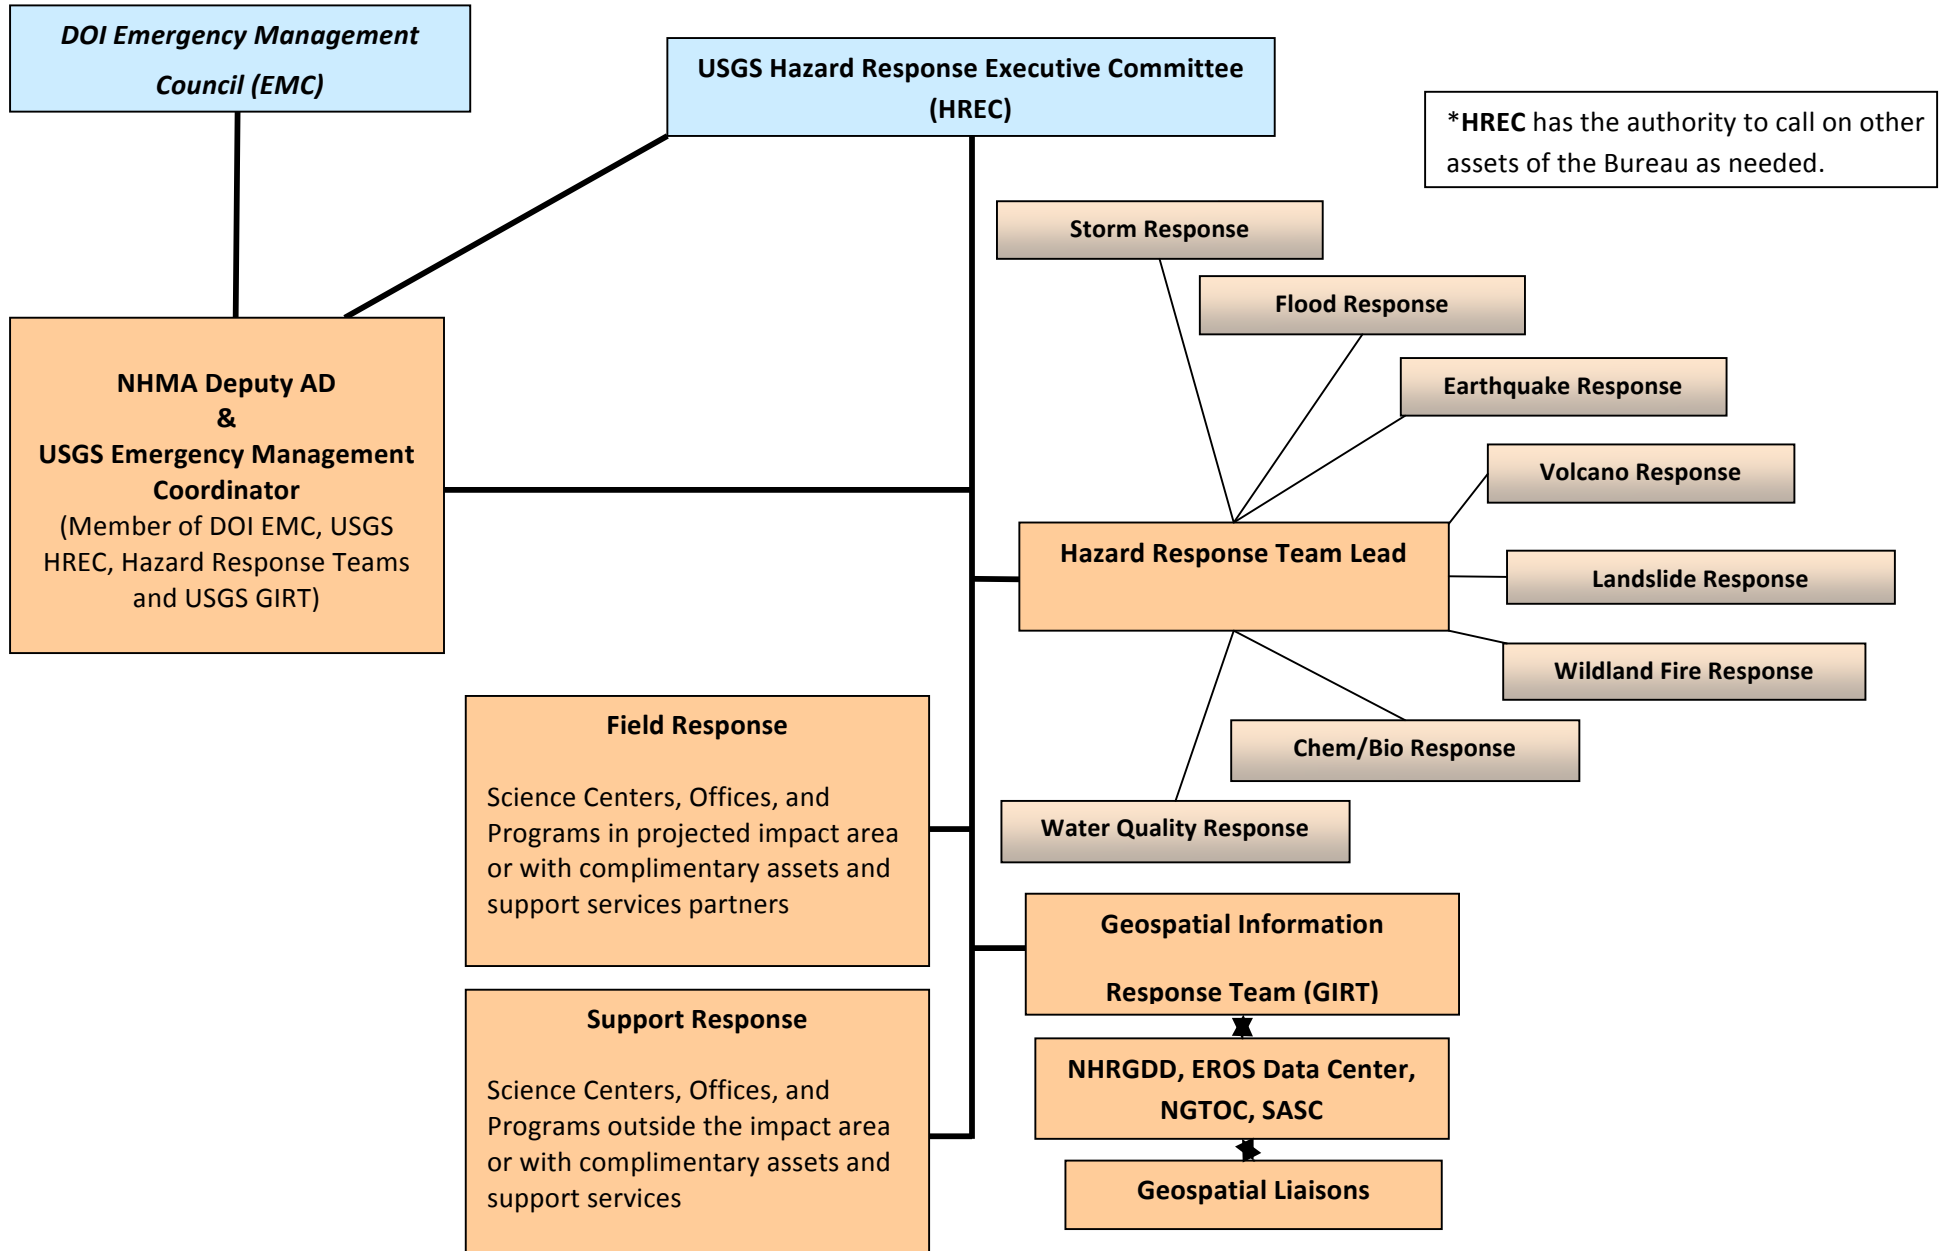 DOI Emergency Management
Council (EMC)
USGS Hazard Response Executive Committee
(HREC)
*HREC has the authority to call on other
assets of the Bureau as needed.
Storm Response
Flood Response
Earthquake Response
Volcano Response
Landslide Response
Wildland Fire Response
Chem/Bio Response
Water Quality Response
Hazard Response Team Lead
NHMA Deputy AD
&
USGS Emergency Management
Coordinator
(Member of DOI EMC, USGS
HREC, Hazard Response Teams
and USGS GIRT)
Field Response
Science Centers, Offices, and
Programs in projected impact area
or with complimentary assets and
support services partners
Support Response
Science Centers, Offices, and
Programs outside the impact area
or with complimentary assets and
support services
Geospatial Information
Response Team (GIRT)
NHRGDD, EROS Data Center,
NGTOC, SASC
Geospatial Liaisons